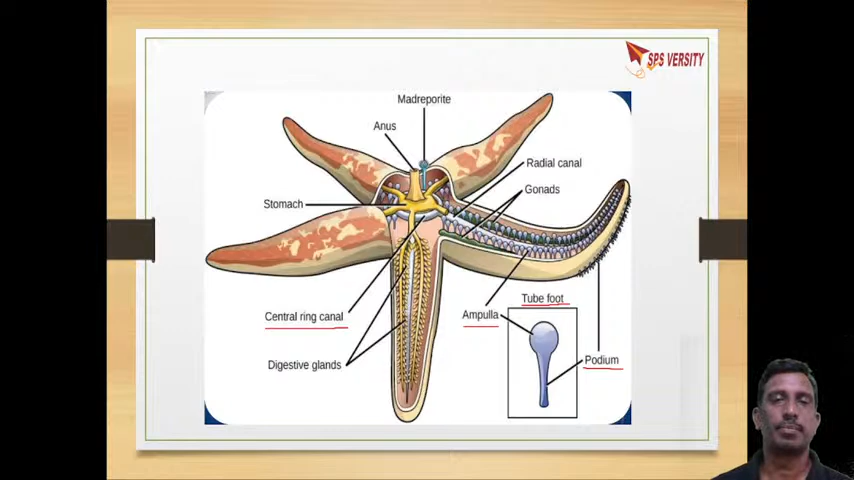 SPS VERSITY
Madreporite
Anus
Radial canal
Gonads
Stomach
Tube foot
Central ring canal
Ampulla
Digestive glands
Podium